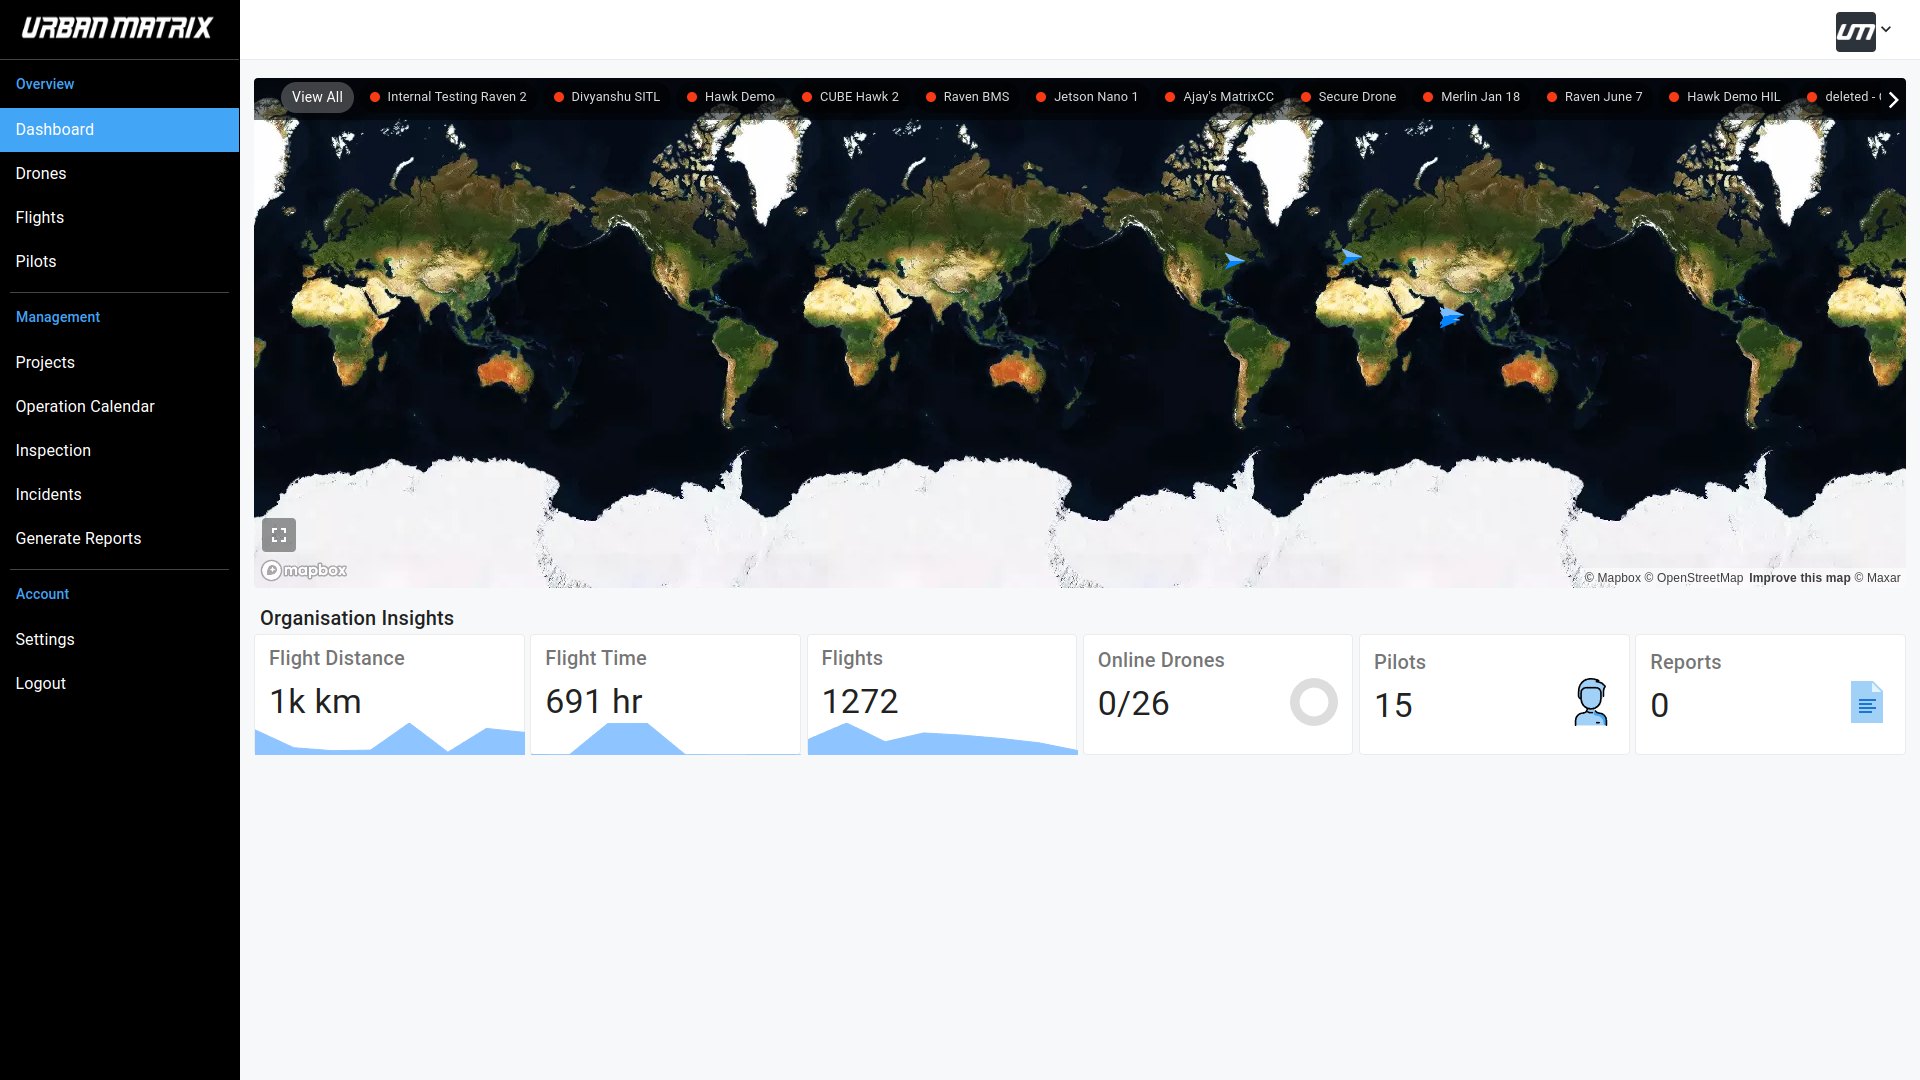 URBAN MATRIX
Overview
Dashboard
Drones
Flights
Pilots
Management
Projects
Operation Calendar
Inspection
Incidents
Generate Reports
Account
Settings
Logout
um
View All
Internal Testing Raven 2
Divyanshu SITL
Hawk Demo
CUBE Hawk 2
Raven BMS
Jetson Nano 1
Ajay's MatrixCC
Secure Drone
Merlin Jan 18
Raven June 7
Hawk Demo HIL
deleted -
mapbox
© Mapbox © OpenStreetMap Improve this map © Maxar
Organisation Insights
Flight Distance
1k km
Flight Time
691 hr
Flights
1272
Online Drones
0/26
Pilots
15
Reports
0